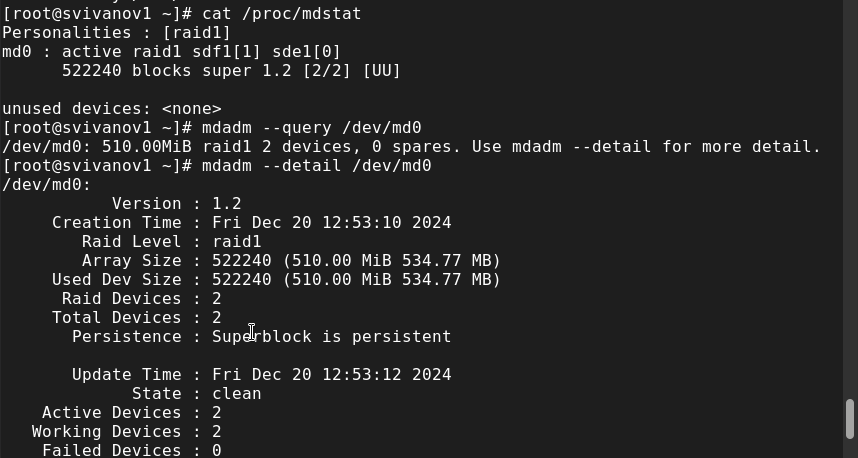 [root@svivanov1 ~]# cat /proc/mdstat
Personalities : [raid1]
md0 : active raid1 sdf1[1] sde1[0]
      522240 blocks super 1.2 [2/2] [UU]

unused devices: <none>
[root@svivanov1 ~]# mdadm --query /dev/md0
/dev/md0: 510.00MiB raid1 2 devices, 0 spares. Use mdadm --detail for more detail.
[root@svivanov1 ~]# mdadm --detail /dev/md0
/dev/md0:
           Version : 1.2
     Creation Time : Fri Dec 20 12:53:10 2024
        Raid Level : raid1
        Array Size : 522240 (510.00 MiB 534.77 MB)
     Used Dev Size : 522240 (510.00 MiB 534.77 MB)
      Raid Devices : 2
     Total Devices : 2
       Persistence : Superblock is persistent

       Update Time : Fri Dec 20 12:53:12 2024
             State : clean
    Active Devices : 2
   Working Devices : 2
    Failed Devices : 0